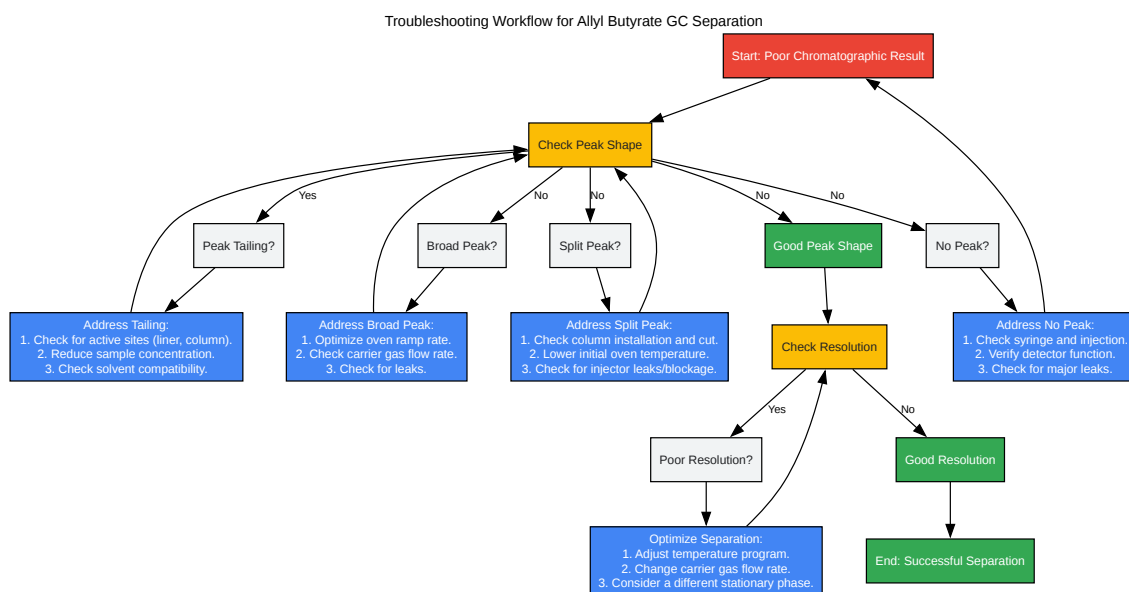 Troubleshooting Workflow for Allyl Butyrate GC Separation
Start: Poor Chromatographic Result
Check Peak Shape
Yes
No
No
No
No
Peak Tailing?
Broad Peak?
Split Peak?
Good Peak Shape
No Peak?
Address Tailing:
1. Check for active sites (liner, column).
2. Reduce sample concentration.
3. Check solvent compatibility.
Address Broad Peak:
1. Optimize oven ramp rate.
2. Check carrier gas flow rate.
3. Check for leaks.
Address Split Peak:
1. Check column installation and cut.
2. Lower initial oven temperature.
3. Check for injector leaks/blockage.
Check Resolution
Address No Peak:
1. Check syringe and injection.
2. Verify detector function.
3. Check for major leaks.
Yes
No
Poor Resolution?
Good Resolution
Optimize Separation:
1. Adjust temperature program.
2. Change carrier gas flow rate.
3. Consider a different stationary phase.
End: Successful Separation